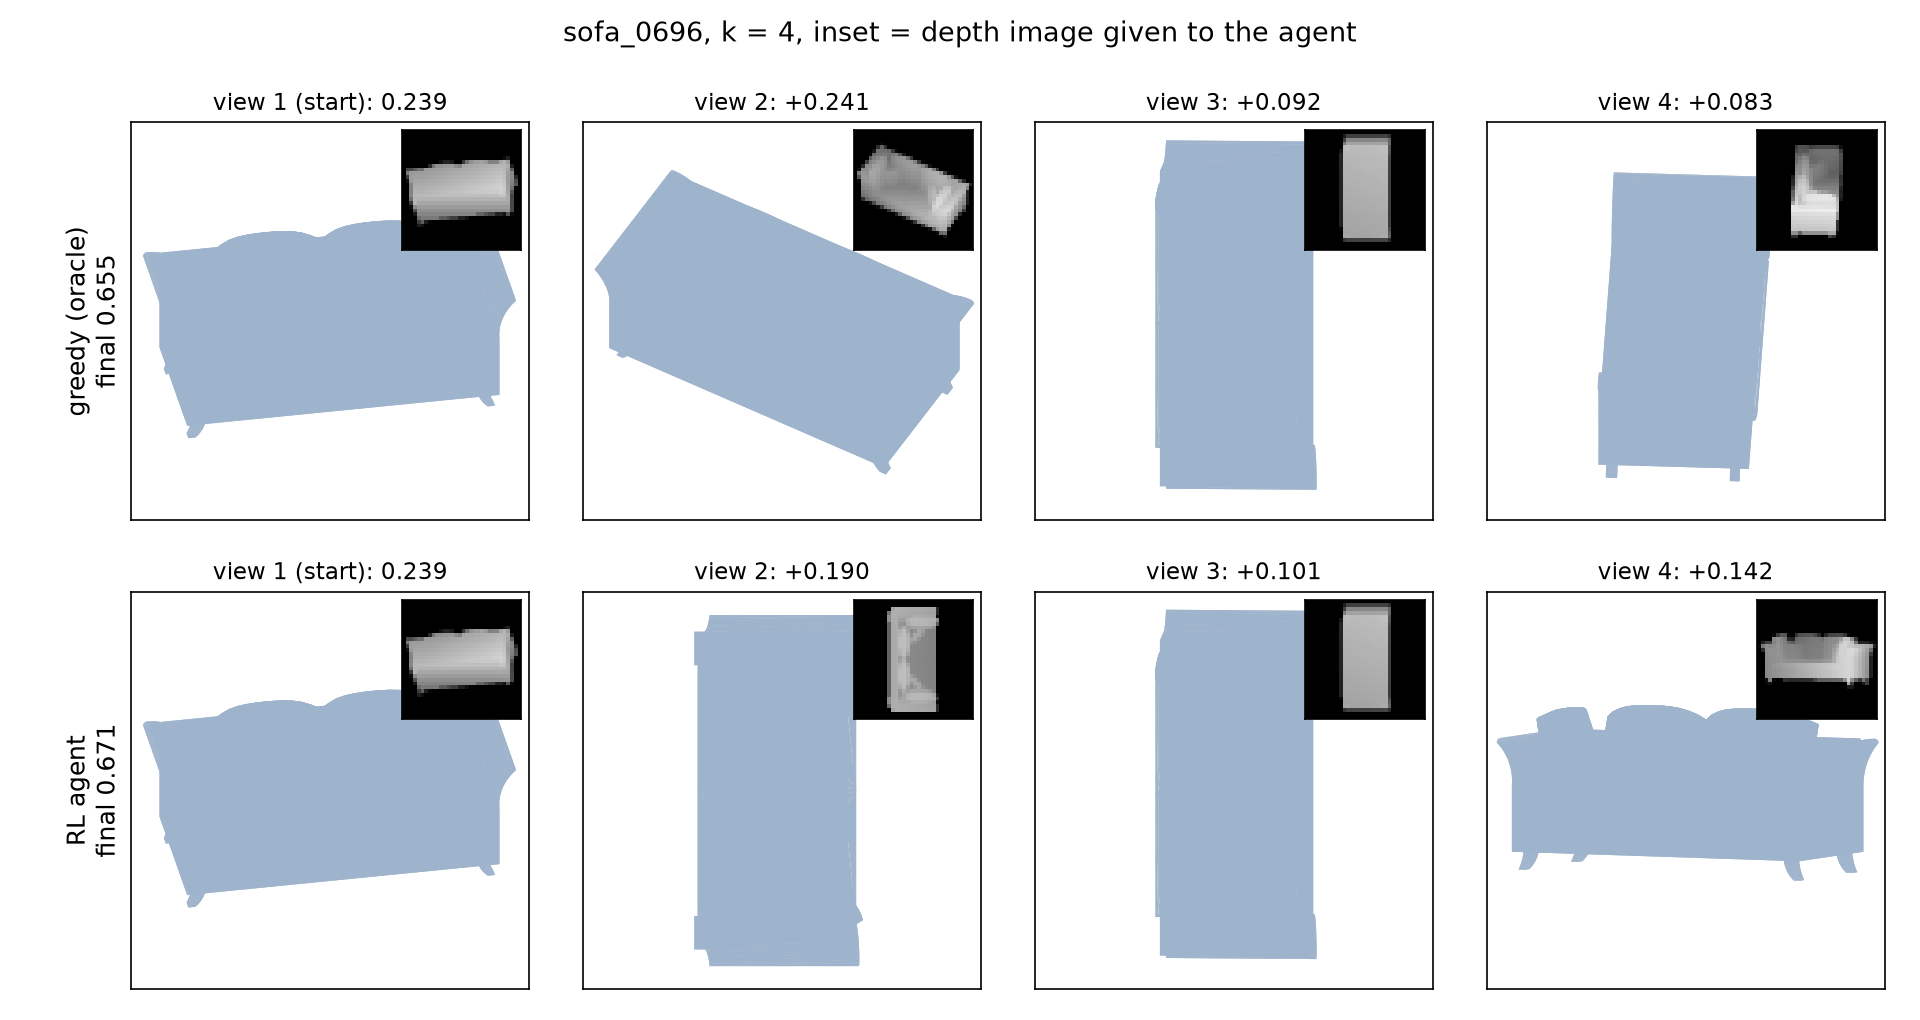 sofa_0696, k = 4, inset = depth image given to the agent
view 1 (start): 0.239
view 2: +0.241
view 3: +0.092
view 4: +0.083
greedy (oracle)
final 0.655
view 1 (start): 0.239
view 2: +0.190
view 3: +0.101
view 4: +0.142
RL agent
final 0.671